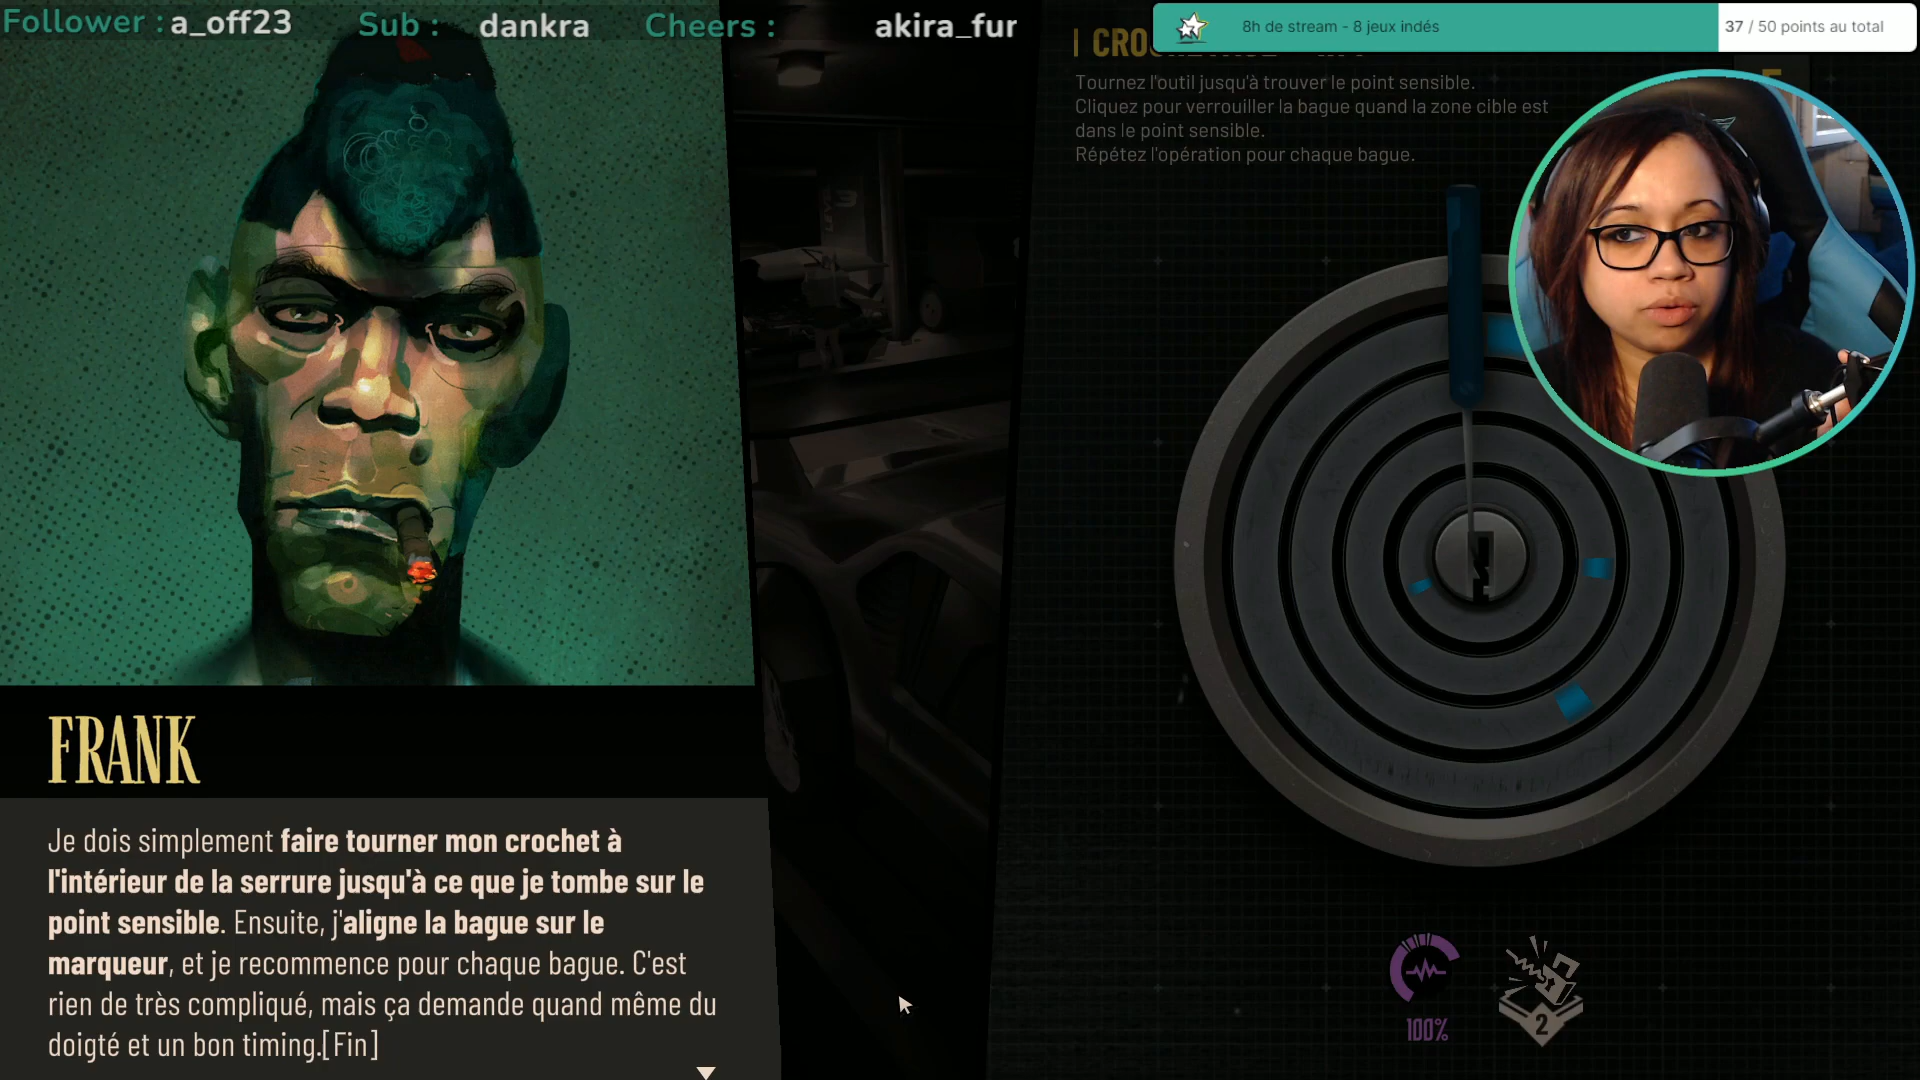 Follower : a_off23
Sub : dankra
Cheers : akira_fur
8h de stream - 8 jeux indés
37 / 50 points au total
Tournez l'outil jusqu'à trouver le point sensible.
Cliquez pour verrouiller la bague quand la zone cible est
dans le point sensible.
Répétez l'opération pour chaque bague.
FRANK
Je dois simplement faire tourner mon crochet à
l'intérieur de la serrure jusqu'à ce que je tombe sur le
point sensible. Ensuite, j'aligne la bague sur le
marqueur, et je recommence pour chaque bague. C'est
rien de très compliqué, mais ça demande quand même du
doigté et un bon timing.[Fin]
100%
2